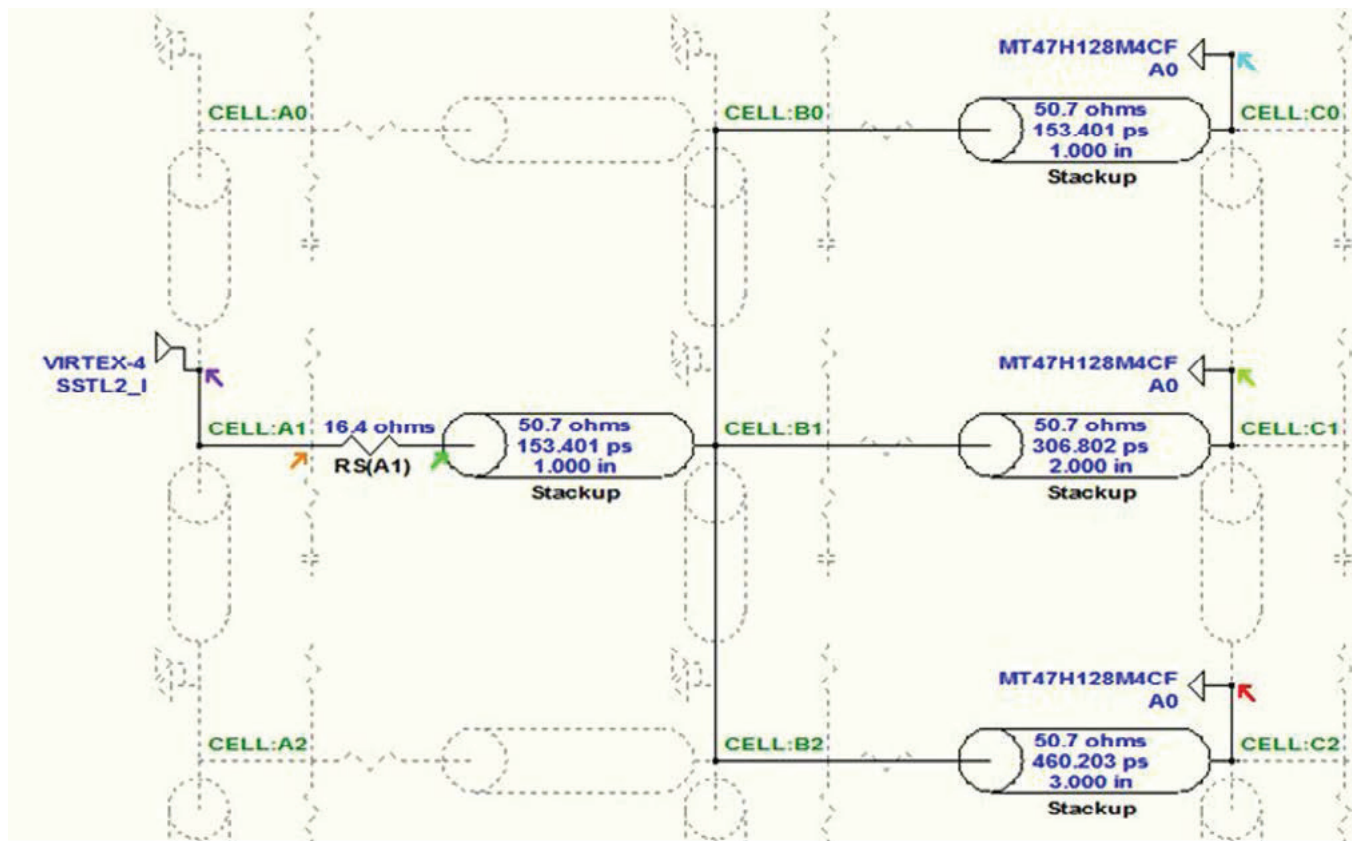 MT47H128M4CF
A0
CELL:A0
CELL:B0
50.7 ohms
153.401 ps
1.000 in
Stackup
CELL:C0
VIRTEX-4
SSTL2_I
MT47H128M4CF
A0
CELL:A1
16.4 ohms
RS(A1)
50.7 ohms
153.401 ps
1.000 in
Stackup
CELL:B1
50.7 ohms
306.802 ps
2.000 in
Stackup
CELL:C1
MT47H128M4CF
A0
CELL:A2
CELL:B2
50.7 ohms
460.203 ps
3.000 in
Stackup
CELL:C2